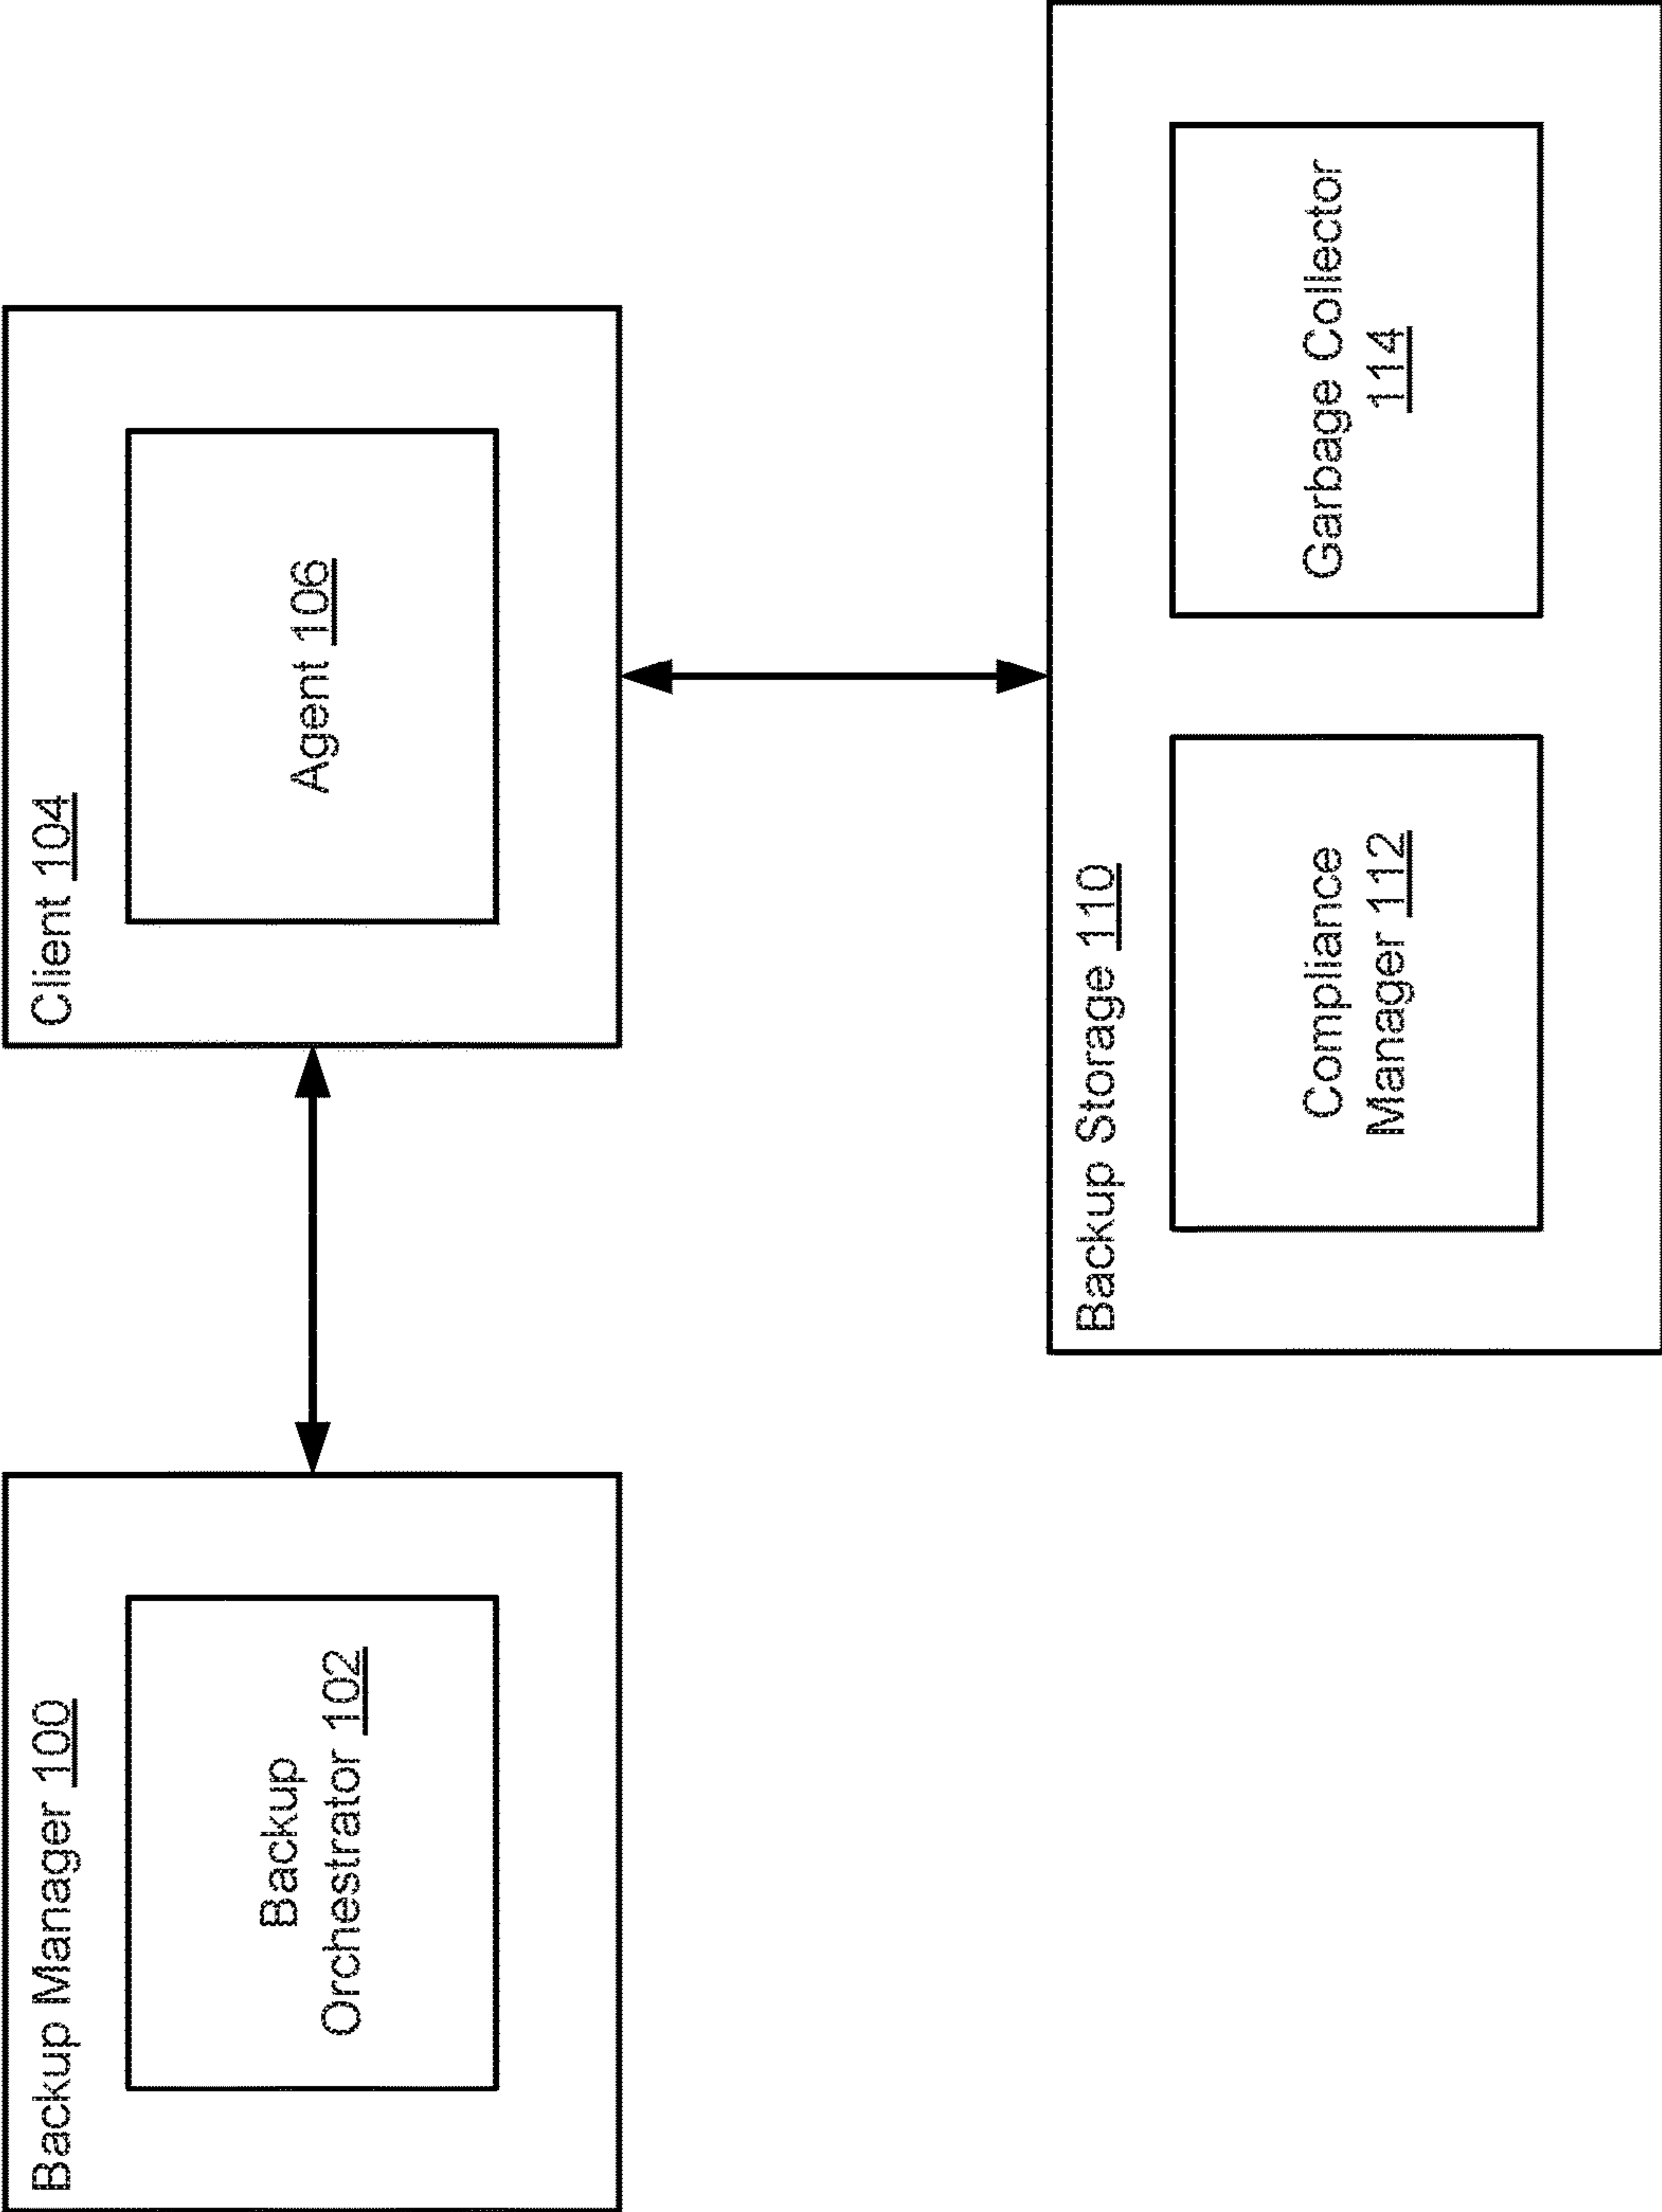 Backup Manager 100
Backup
Orchestrator 102
Client 104
Agent 106
Backup Storage 110
Compliance
Manager 112
Garbage Collector
114